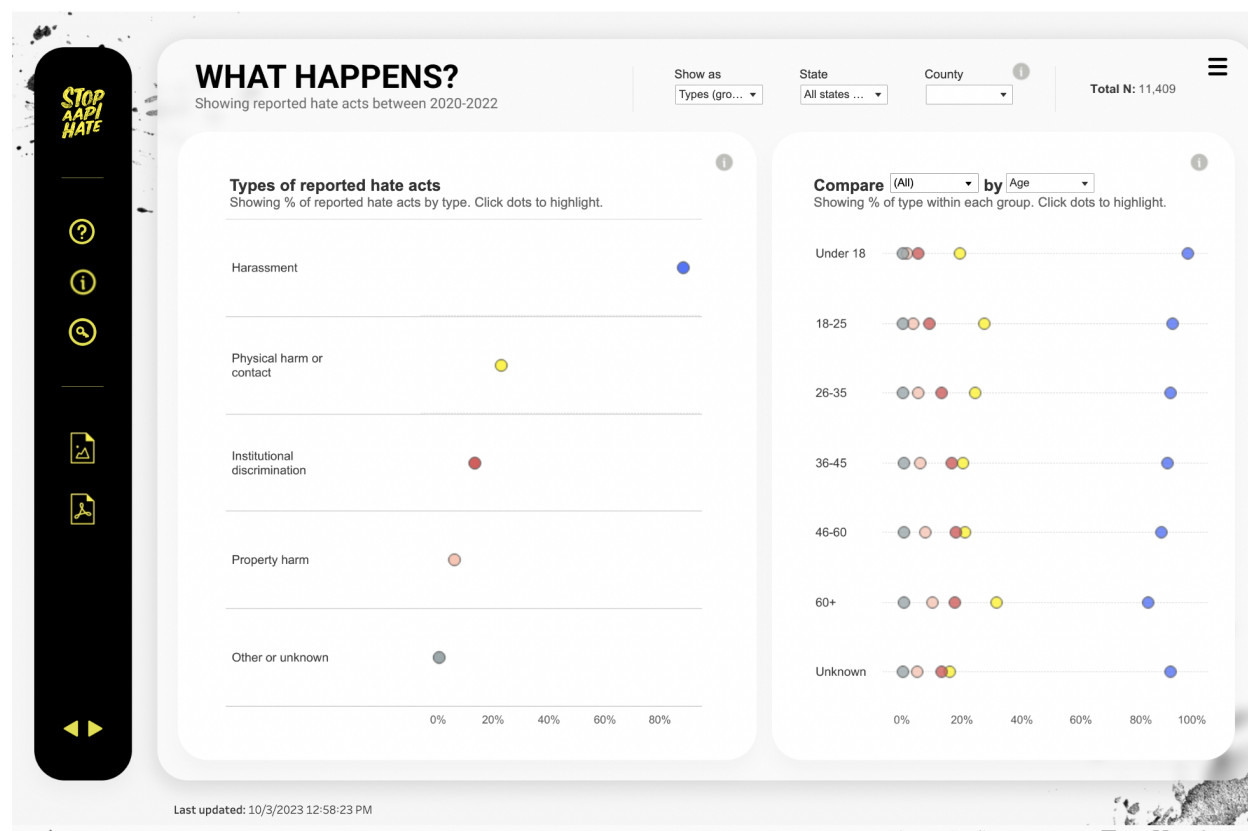 STOP
AAPI
HATE
WHAT HAPPENS?
Showing reported hate acts between 2020-2022
Show as
Types (gro...
State
All states ...
County
Total N: 11,409
Types of reported hate acts
Showing % of reported hate acts by type. Click dots to highlight.
Harassment
Physical harm or
contact
Institutional
discrimination
Property harm
Other or unknown
0% 20% 40% 60% 80%
Compare (All) by Age
Showing % of type within each group. Click dots to highlight.
Under 18
18-25
26-35
36-45
46-60
60+
Unknown
0% 20% 40% 60% 80% 100%
Last updated: 10/3/2023 12:58:23 PM